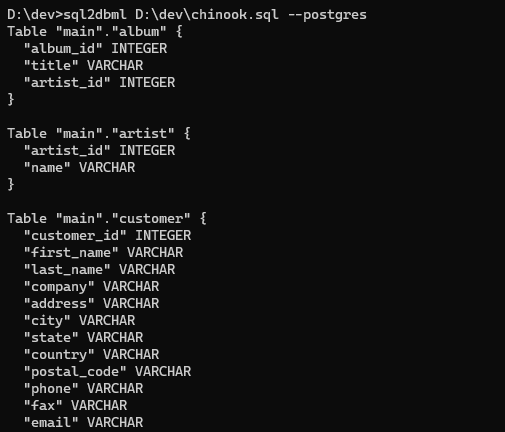 D:\dev>sql2dbml D:\dev\chinook.sql --postgres
Table "main"."album" {
  "album_id" INTEGER
  "title" VARCHAR
  "artist_id" INTEGER
}

Table "main"."artist" {
  "artist_id" INTEGER
  "name" VARCHAR
}

Table "main"."customer" {
  "customer_id" INTEGER
  "first_name" VARCHAR
  "last_name" VARCHAR
  "company" VARCHAR
  "address" VARCHAR
  "city" VARCHAR
  "state" VARCHAR
  "country" VARCHAR
  "postal_code" VARCHAR
  "phone" VARCHAR
  "fax" VARCHAR
  "email" VARCHAR